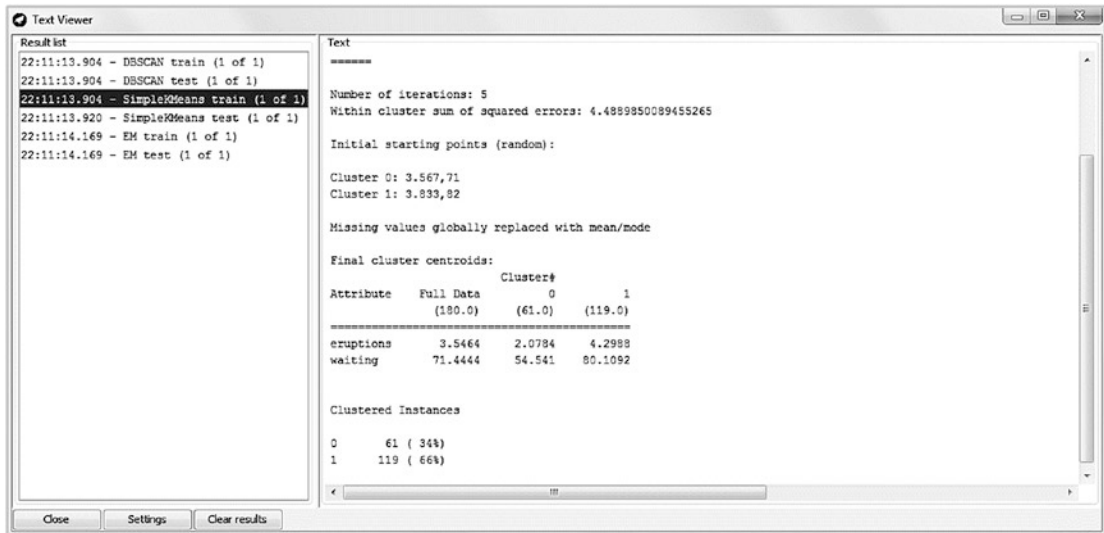 Text Viewer
Result list
22:11:13.904 - DBSCAN train (1 of 1)
22:11:13.904 - DBSCAN test (1 of 1)
22:11:13.904 - SimpleKMeans train (1 of 1)
22:11:13.920 - SimpleKMeans test (1 of 1)
22:11:14.169 - EM train (1 of 1)
22:11:14.169 - EM test (1 of 1)
Text
======
Number of iterations: 5
Within cluster sum of squared errors: 4.4889850089455265
Initial starting points (random):
Cluster 0: 3.567,71
Cluster 1: 3.833,82
Missing values globally replaced with mean/mode
Final cluster centroids:
Cluster#
Attribute Full Data 0 1
(180.0) (61.0) (119.0)
============================================
eruptions 3.5464 2.0784 4.2988
waiting 71.4444 54.541 80.1092
Clustered Instances
0 61 ( 34%)
1 119 ( 66%)
Close Settings Clear results